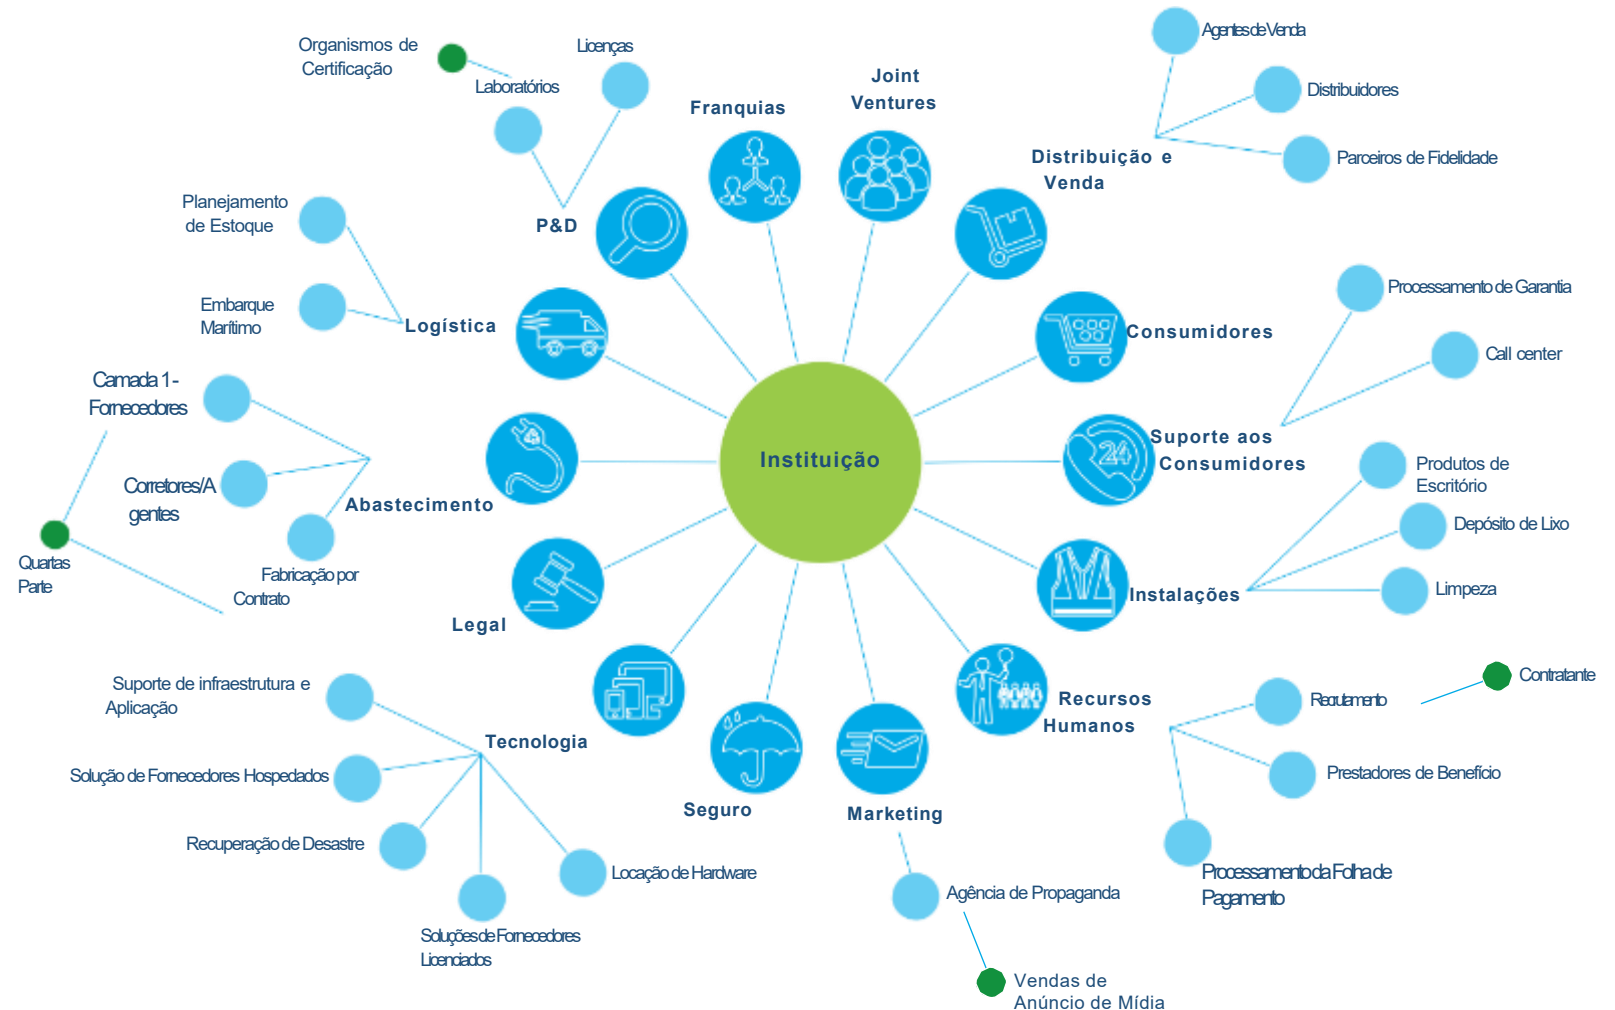 Organismos de
Certificação
Laboratórios
Licenças
Franquias
Joint
Ventures
Agentes de Venda
Distribuidores
Parceiros de Fidelidade
Distribuição e
Venda
P&D
Planejamento
de Estoque
Embarque
Marítimo
Logística
Consumidores
Processamento de Garantia
Call center
Camada 1 -
Fornecedores
Corretores/A
gentes
Abastecimento
Instituição
24
Suporte aos
Consumidores
Produtos de
Escritório
Depósito de Lixo
Limpeza
Instalações
Quartas
Parte
Fabricação por
Contrato
Legal
Suporte de infraestrutura e
Aplicação
Tecnologia
Solução de Fornecedores Hospedados
Recuperação de Desastre
Locação de Hardware
Soluções de Fornecedores
Licenciados
Seguro
Marketing
Agência de Propaganda
Vendas de
Anúncio de Mídia
Recursos
Humanos
Recrutamento
Contratante
Prestadores de Benefício
Processamento da Folha de
Pagamento